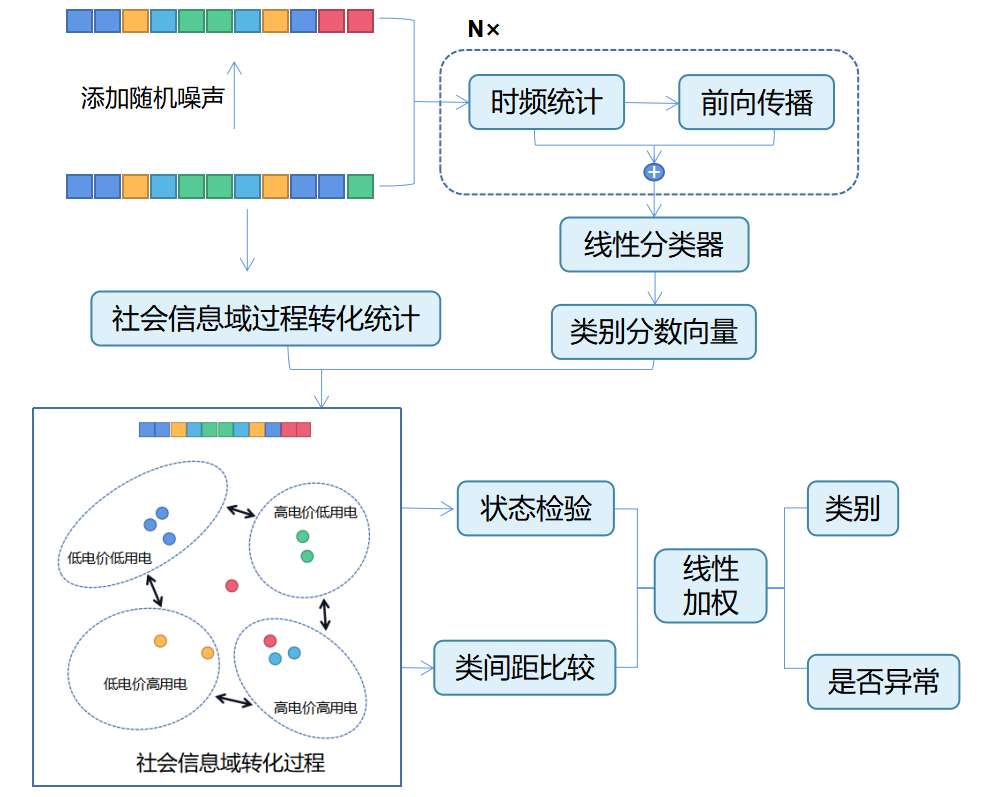 N×
添加随机噪声
时频统计
前向传播
线性分类器
社会信息域过程转化统计
类别分数向量
高电价低用电
低电价低用电
低电价高用电
高电价高用电
社会信息域转化过程
状态检验
类间距比较
线性
加权
类别
是否异常